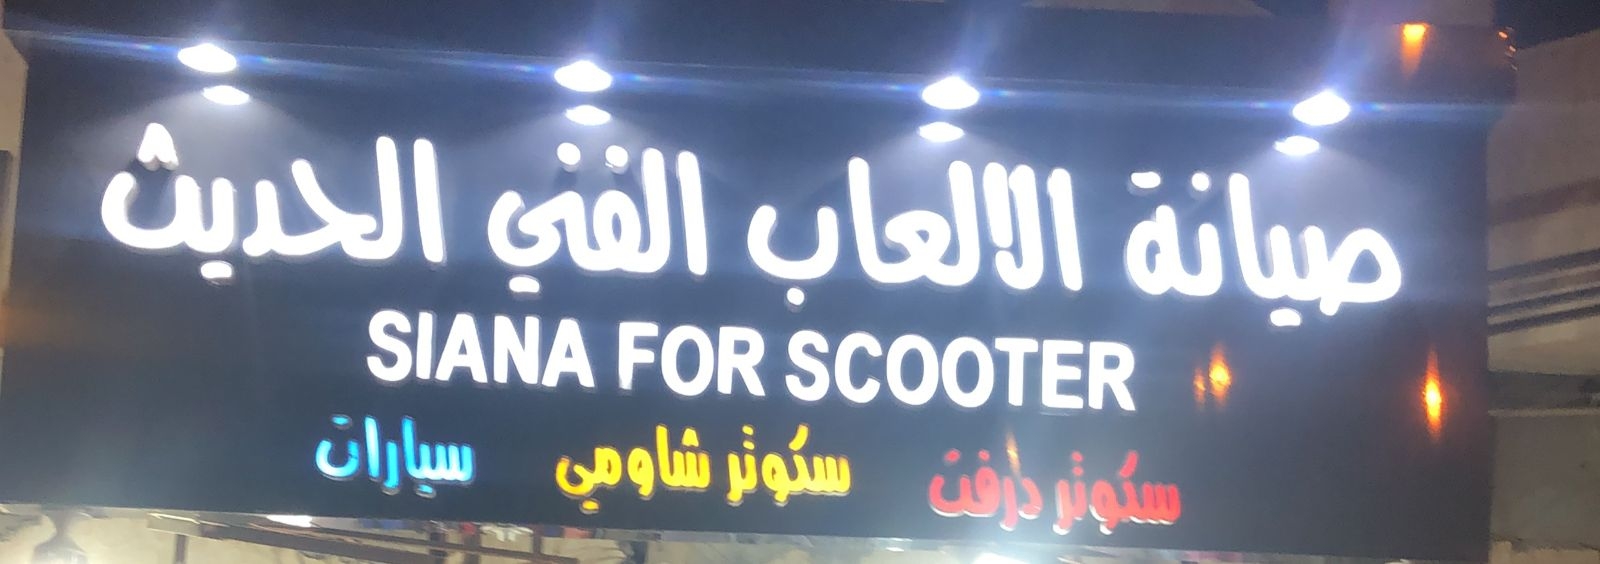 صيانة الالعاب الفني الحديث
SIANA FOR SCOOTER
سكوتر درفت سكوتر شاومي سيارات